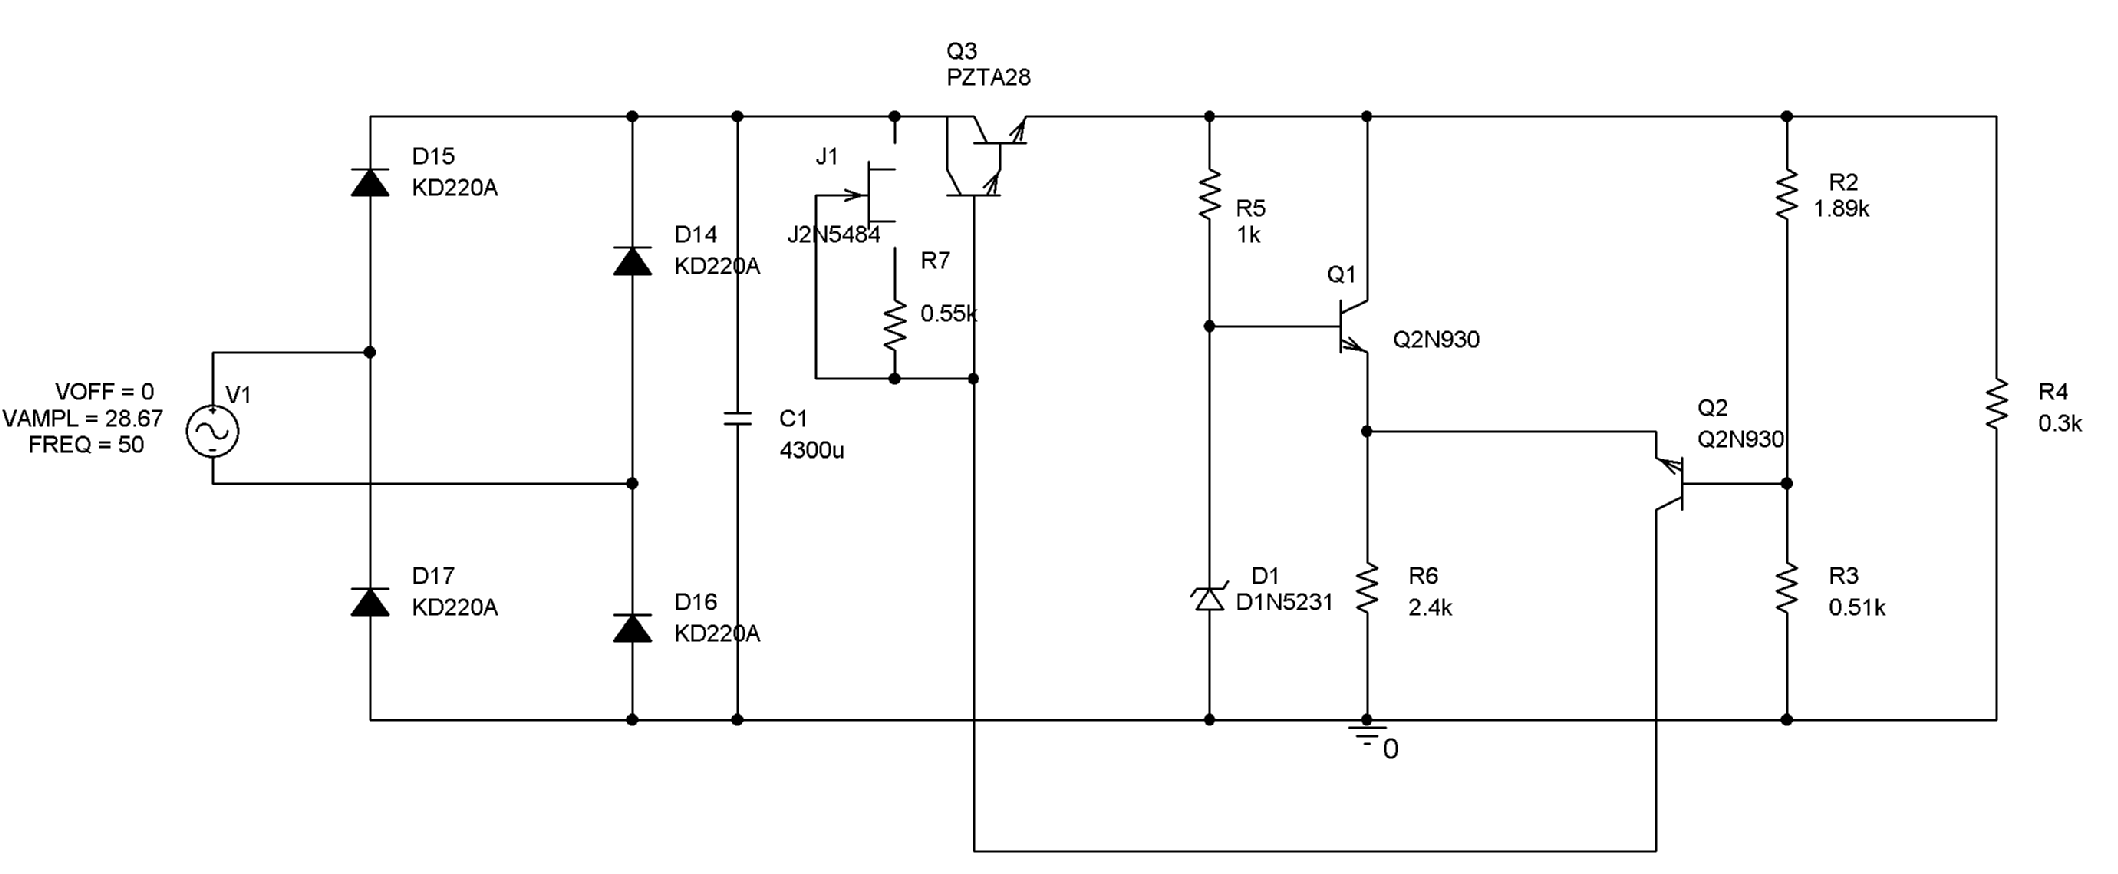 Q3
PZTA28
D15
KD220A
J1
J2N5484
D14
KD220A
R7
0.55k
R5
1k
R2
1.89k
Q1
Q2N930
VOFF = 0
VAMPL = 28.67
FREQ = 50
V1
+
-
C1
4300u
Q2
Q2N930
R4
0.3k
D17
KD220A
D16
KD220A
D1
D1N5231
R6
2.4k
R3
0.51k
0